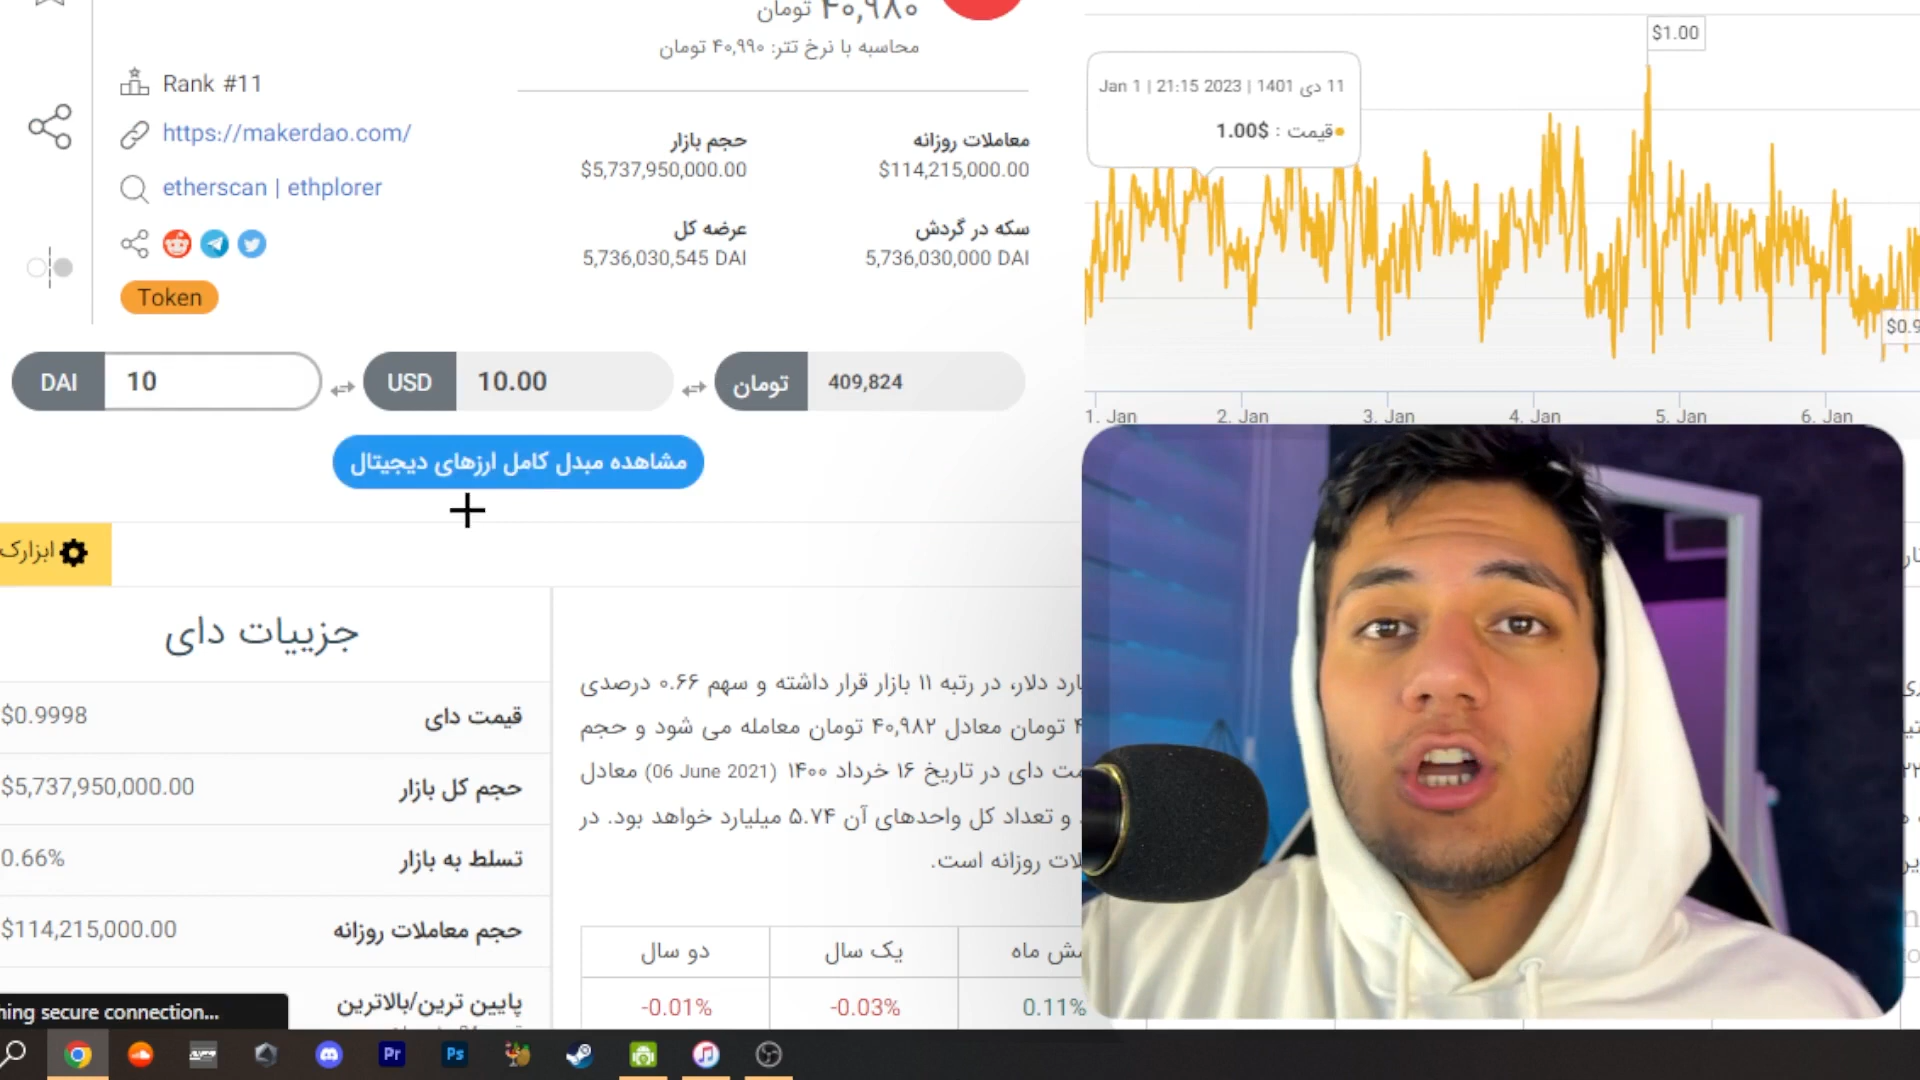 ۴۰,۹۸۰ تومان
محاسبه با نرخ تتر: ۴۰,۹۹۰ تومان
Rank #11
https://makerdao.com/
etherscan | ethplorer
Token
معاملات روزانه
$114,215,000.00
حجم بازار
$5,737,950,000.00
سکه در گردش
5,736,030,000 DAI
عرضه کل
5,736,030,545 DAI
DAI 10
USD 10.00
تومان 409,824
مشاهده مبدل کامل ارزهای دیجیتال
$1.00
Jan 1 | 21:15 2023 | 1401 دی 11
قیمت : $1.00
$0.9
1. Jan 2. Jan 3. Jan 4. Jan 5. Jan 6. Jan
ابزارک
جزییات دای
قیمت دای
$0.9998
حجم کل بازار
$5,737,950,000.00
تسلط به بازار
0.66%
حجم معاملات روزانه
$114,215,000.00
پایین ترین/بالاترین
دلار، در رتبه ۱۱ بازار قرار داشته و سهم ۰.۶۶ درصدی
تومان معادل ۴۰,۹۸۲ تومان معامله می شود و حجم
دای در تاریخ ۱۶ خرداد ۱۴۰۰ (06 June 2021) معادل
و تعداد کل واحدهای آن ۵.۷۴ میلیارد خواهد بود. در
روزانه است.
ماه یک سال دو سال
0.11% -0.03% -0.01%
secure connection...
Pr
Ps